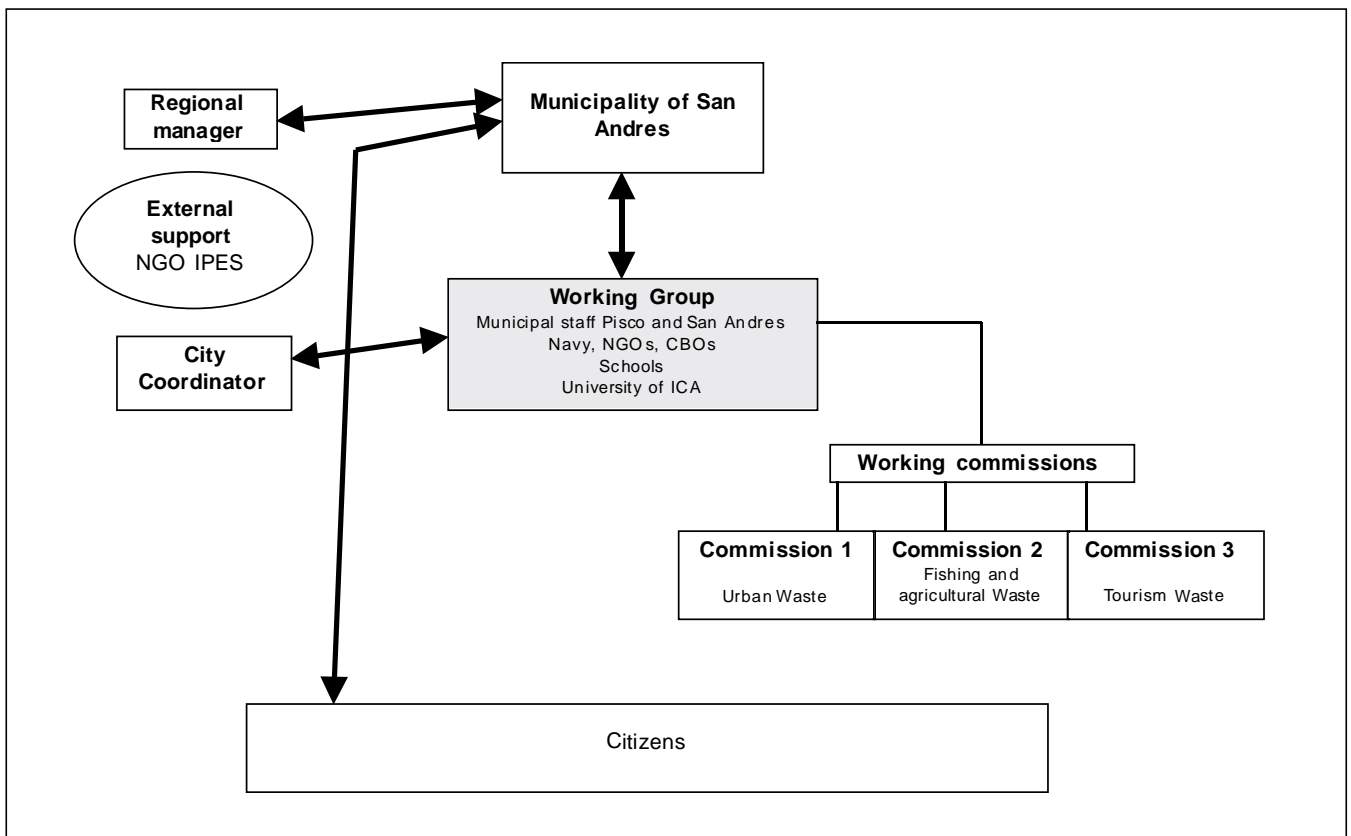 Regional
manager
Municipality of San
Andres
External
support
NGO IPES
Working Group
Municipal staff Pisco and San Andres
Navy, NGOs, CBOs
Schools
University of ICA
City
Coordinator
Working commissions
Commission 1
Urban Waste
Commission 2
Fishing and
agricultural Waste
Commission 3
Tourism Waste
Citizens